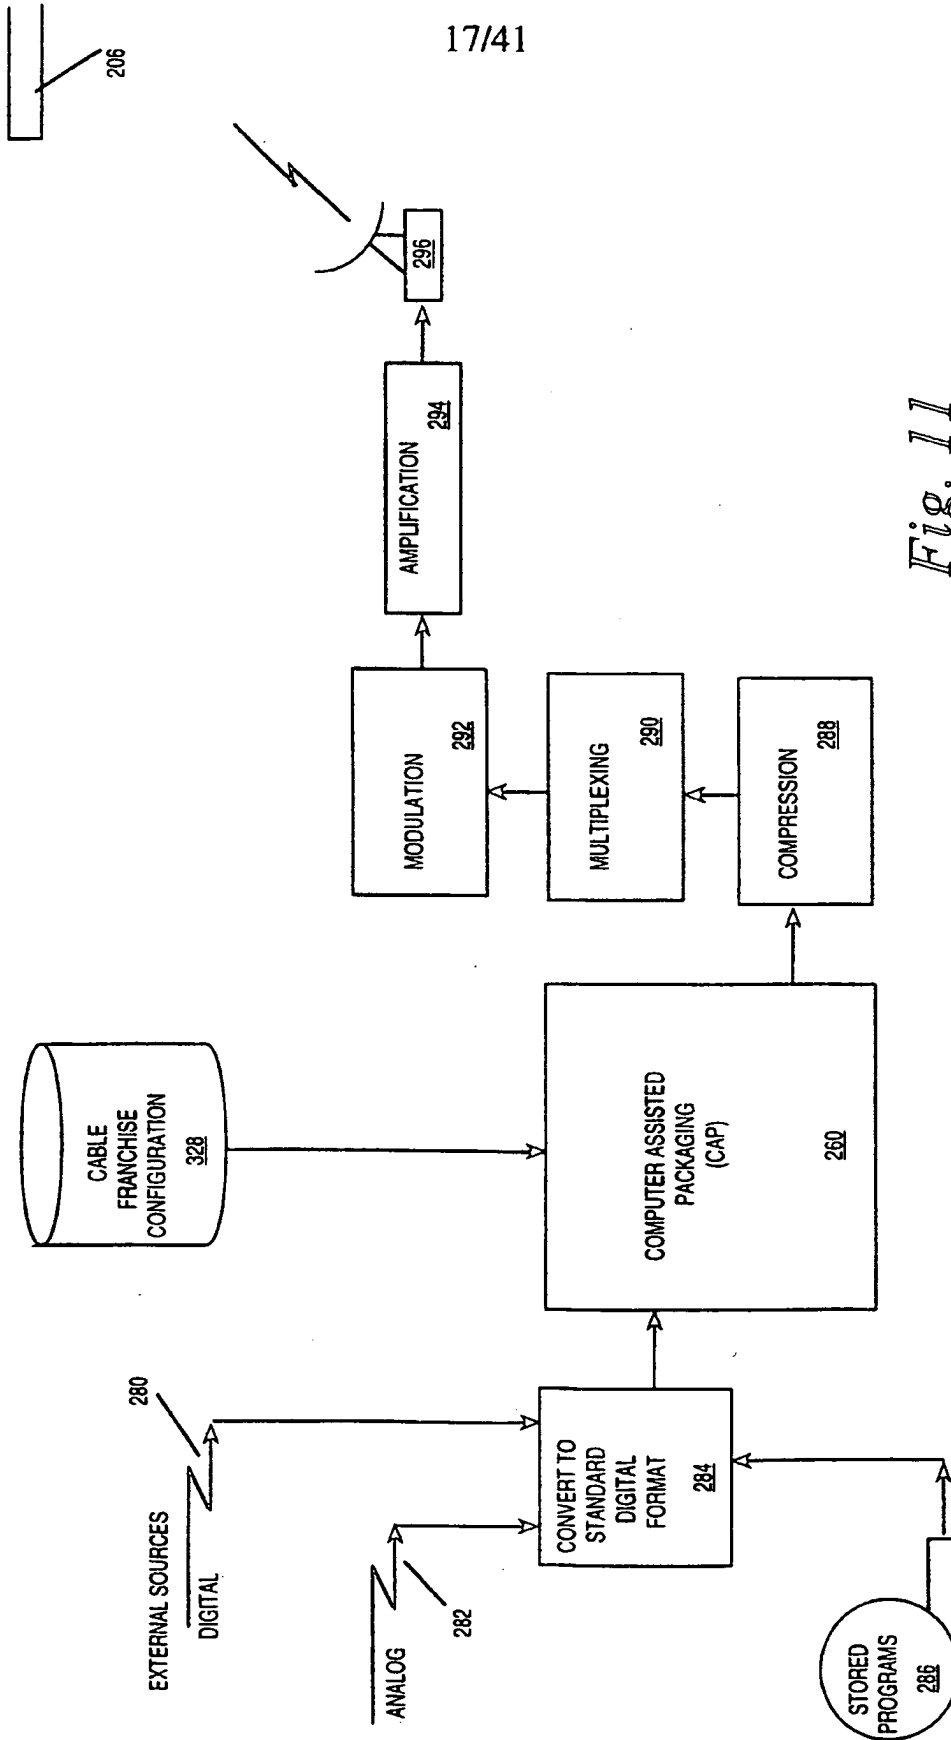 17/41
206
EXTERNAL SOURCES
DIGITAL
280
ANALOG
282
CONVERT TO
STANDARD
DIGITAL
FORMAT
284
STORED
PROGRAMS
286
CABLE
FRANCHISE
CONFIGURATION
328
COMPUTER ASSISTED
PACKAGING
(CAP)
260
COMPRESSION
288
MULTIPLEXING
290
MODULATION
292
AMPLIFICATION
294
296
Fig. 11